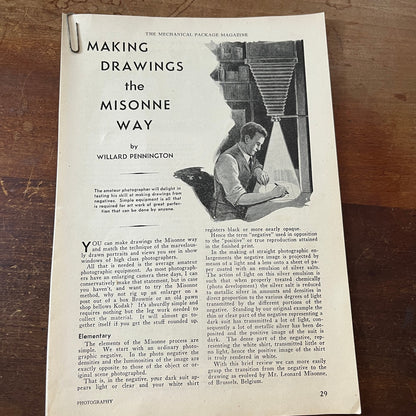 THE MECHANICAL PACKAGE MAGAZINE
MAKING
DRAWINGS
the
MISONNE
WAY
by
WILLARD PENNINGTON
The amateur photographer will delight in
testing his skill at making drawings from
negatives. Simple equipment is all that
is required for art work of great perfec-
tion that can be done by anyone.
YOU can make drawings the Misonne way
and match the technique of the marvelous-
ly drawn portraits and views you see in show
windows of high class photographers.
All that is needed is the average amateur
photographic equipment. As most photograph-
ers have an enlarging camera these days, I can
conservatively make that statement, but in case
you haven't, and want to try the Misonne
method, why not rig up an enlarger on a
post out of a box Brownie or an old pawn
shop bellows Kodak? It's absurdly simple and
requires nothing but the leg work needed to
collect the material. It will almost go to-
gether itself if you get the stuff rounded up.
Elementary
The elements of the Misonne process are
simple. We start with an ordinary photo-
graphic negative. In the photo negative the
densities and the luminosities of the image are
exactly opposite to those of the object or or-
iginal scene photographed.
That is, in the negative, your dark suit ap-
pears light or clear and your white shirt
registers black or more nearly opaque.
Hence the term "negative" used in opposition
to the "positive" or true reproduction attained
in the finished print.
In the making of straight photographic en-
largements the negative image is projected by
means of a light and a lens onto a sheet of pa-
per coated with an emulsion of silver salts.
The action of light on this silver emulsion is
such that when properly treated chemically
(photo development) the silver salt is reduced
to metallic silver in amounts and densities in
direct proportion to the various degrees of light
transmitted by the different portions of the
negative. Standing by our original example the
thin or clear part of the negative representing a
dark suit has transmitted a lot of light, con-
sequently a lot of metallic silver has been de-
posited and the positive image of the suit is
dark. The dense part of the negative, rep-
resenting the white shirt, transmitted little or
no light, hence the positive image of the shirt
is truly rendered in white.
With this brief review we can more easily
grasp the transition from the negative to the
drawing as evolved by Mr. Leonard Misonne,
of Brussels, Belgium.
PHOTOGRAPHY
29